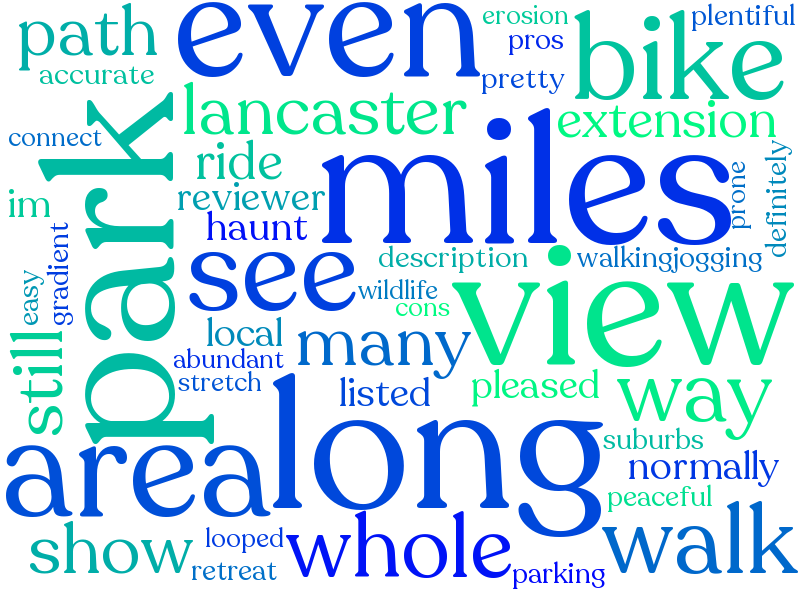 even
erosion
plentiful
path
pros
bike
accurate
pretty
lancaster
extension
park
connect
miles
ride
definitely
prone
reviewer
im
haunt
gradient
see
description
walkingjogging
view
easy
wildlife
cons
local
many
still
abundant
stretch
listed
pleased
way
long
area
suburbs
normally
peaceful
whole
walk
show
looped
retreat
parking